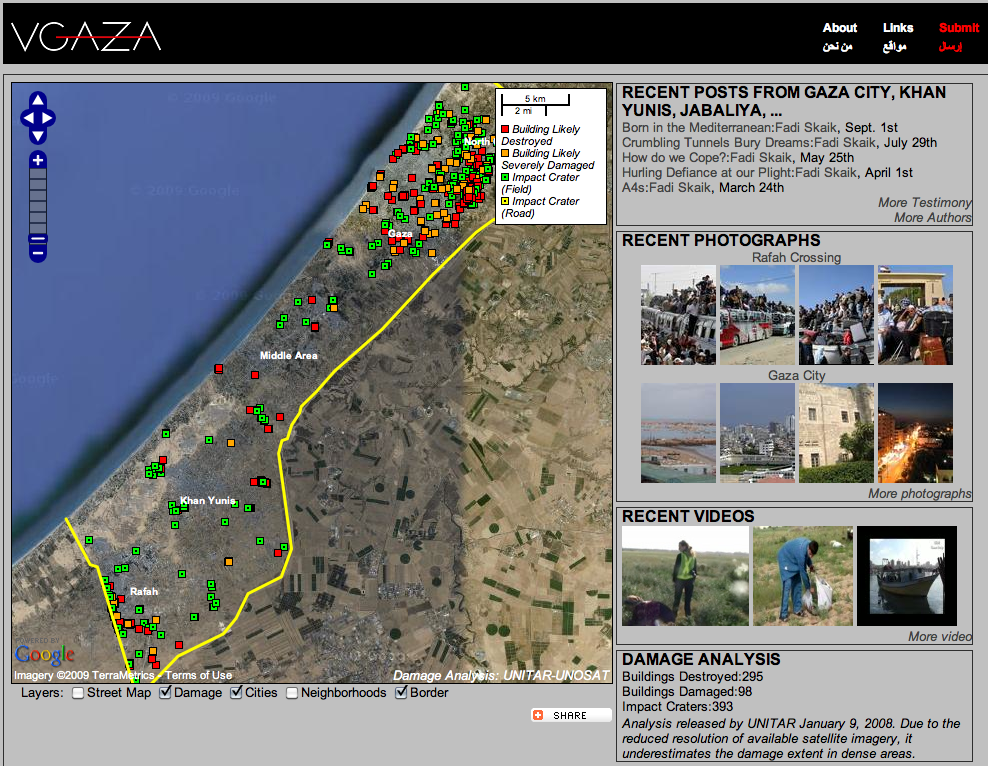 VGAZA
About
Links
Submit
من نحن
مواقع
إرسال
© 2009 Google
© 2009 Google
5 km
2 mi
Building Likely
Destroyed
Building Likely
Severely Damaged
Impact Crater
(Field)
Impact Crater
(Road)
North
Gaza
Middle Area
Khan Yunis
Rafah
POWERED BY
Google
Imagery ©2009 TerraMetrics - Terms of Use
Damage Analysis: UNITAR-UNOSAT
Layers: Street Map Damage Cities Neighborhoods Border
SHARE
RECENT POSTS FROM GAZA CITY, KHAN
YUNIS, JABALIYA, ...
Born in the Mediterranean:Fadi Skaik, Sept. 1st
Crumbling Tunnels Bury Dreams:Fadi Skaik, July 29th
How do we Cope?:Fadi Skaik, May 25th
Hurling Defiance at our Plight:Fadi Skaik, April 1st
A4s:Fadi Skaik, March 24th
More Testimony
More Authors
RECENT PHOTOGRAPHS
Rafah Crossing
Gaza City
More photographs
RECENT VIDEOS
More video
DAMAGE ANALYSIS
Buildings Destroyed:295
Buildings Damaged:98
Impact Craters:393
Analysis released by UNITAR January 9, 2008. Due to the
reduced resolution of available satellite imagery, it
underestimates the damage extent in dense areas.